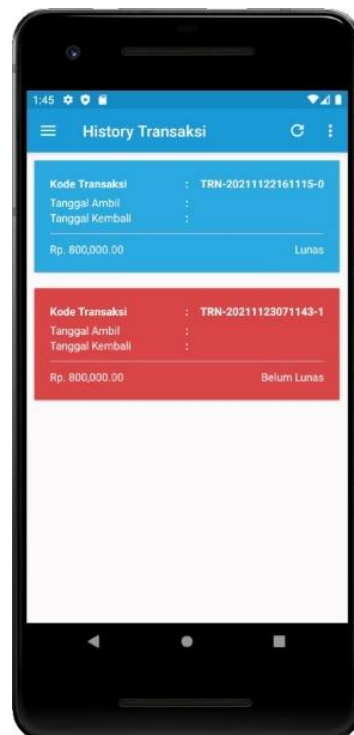 1:45
History Transaksi
Kode Transaksi : TRN-20211122161115-0
Tanggal Ambil :
Tanggal Kembali :
Rp. 800,000.00 Lunas
Kode Transaksi : TRN-20211123071143-1
Tanggal Ambil :
Tanggal Kembali :
Rp. 800,000.00 Belum Lunas